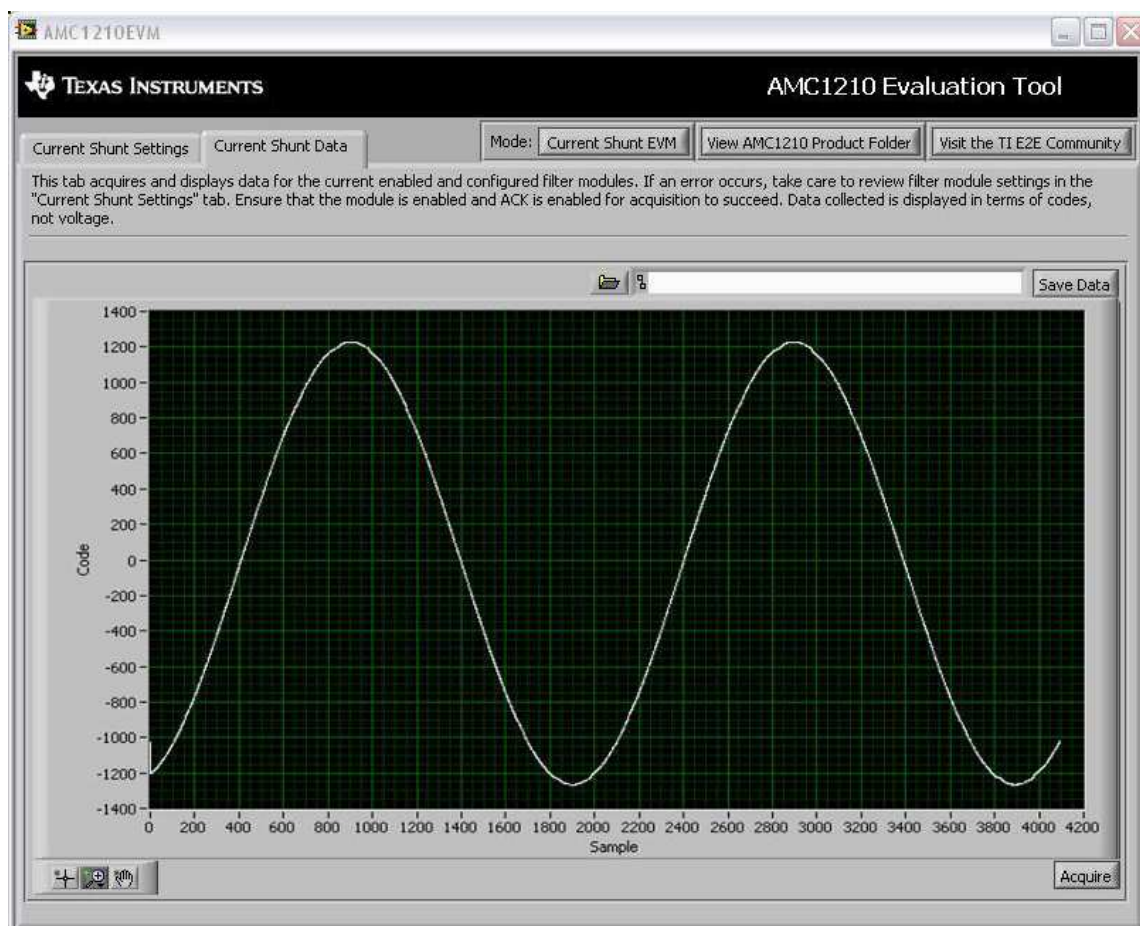 AMC1210EVM
TEXAS INSTRUMENTS
AMC1210 Evaluation Tool
Current Shunt Settings
Current Shunt Data
Mode:
Current Shunt EVM
View AMC1210 Product Folder
Visit the TI E2E Community
This tab acquires and displays data for the current enabled and configured filter modules. If an error occurs, take care to review filter module settings in the
"Current Shunt Settings" tab. Ensure that the module is enabled and ACK is enabled for acquisition to succeed. Data collected is displayed in terms of codes,
not voltage.
Save Data
1400
1200
1000
800
600
400
200
0
-200
-400
-600
-800
-1000
-1200
-1400
Code
0 200 400 600 800 1000 1200 1400 1600 1800 2000 2200 2400 2600 2800 3000 3200 3400 3600 3800 4000 4200
Sample
Acquire